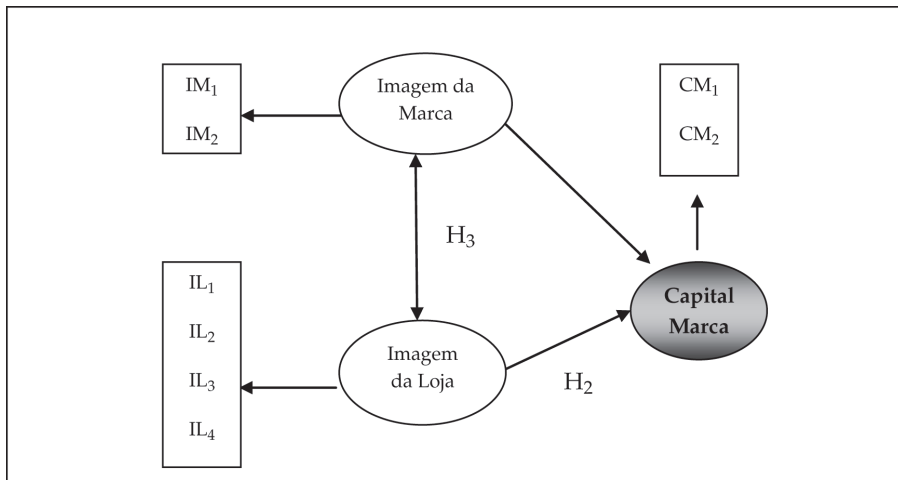 IM₁
IM₂
Imagem da
Marca
CM₁
CM₂
H₃
IL₁
IL₂
IL₃
IL₄
Imagem
da Loja
H₂
Capital
Marca